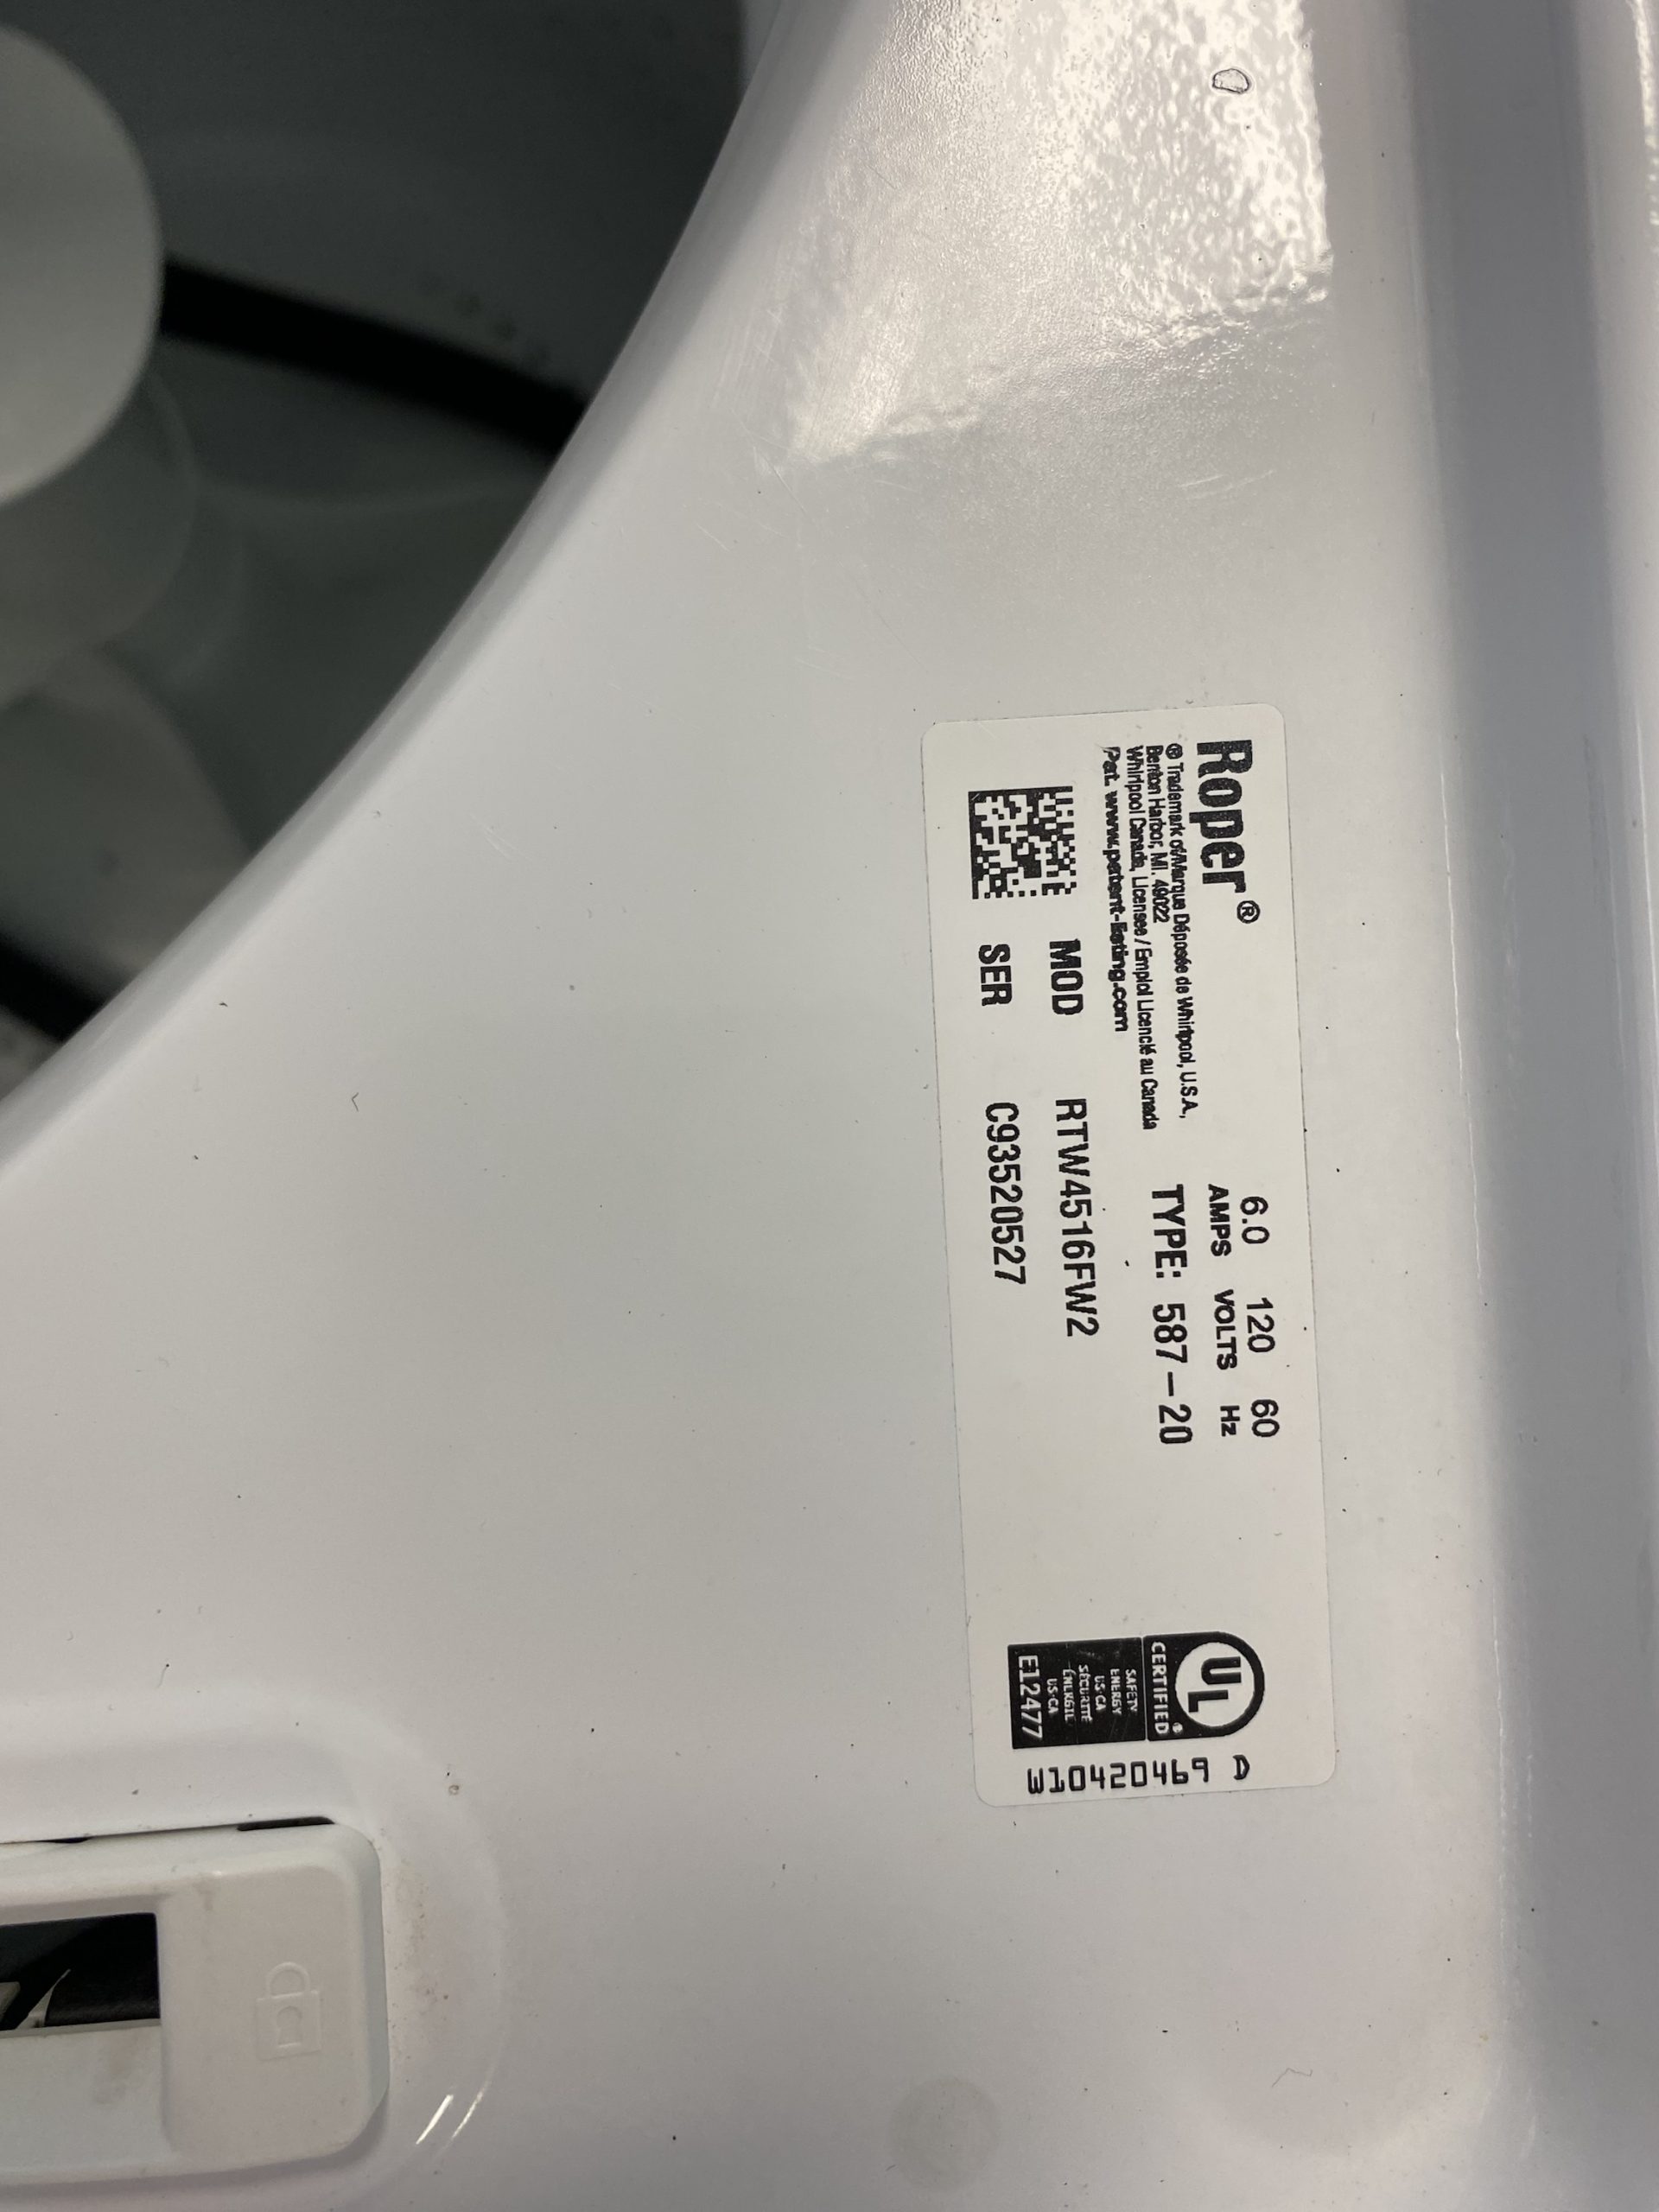 Roper®
® Trademark of/Marque Déposée de Whirlpool, U.S.A.,
Benton Harbor, MI. 49022
Whirlpool Canada, Licensee / Emploi Licencié au Canada
Pat. www.patent-listing.com
6.0 120 60
AMPS VOLTS Hz
TYPE: 587-20
MOD RTW4516FW2
SER C93520527
UL
CERTIFIED®
SAFETY
ENERGY
US-CA
SÉCURITÉ
ÉNERGIE
US-CA
E12477
W10420469 D